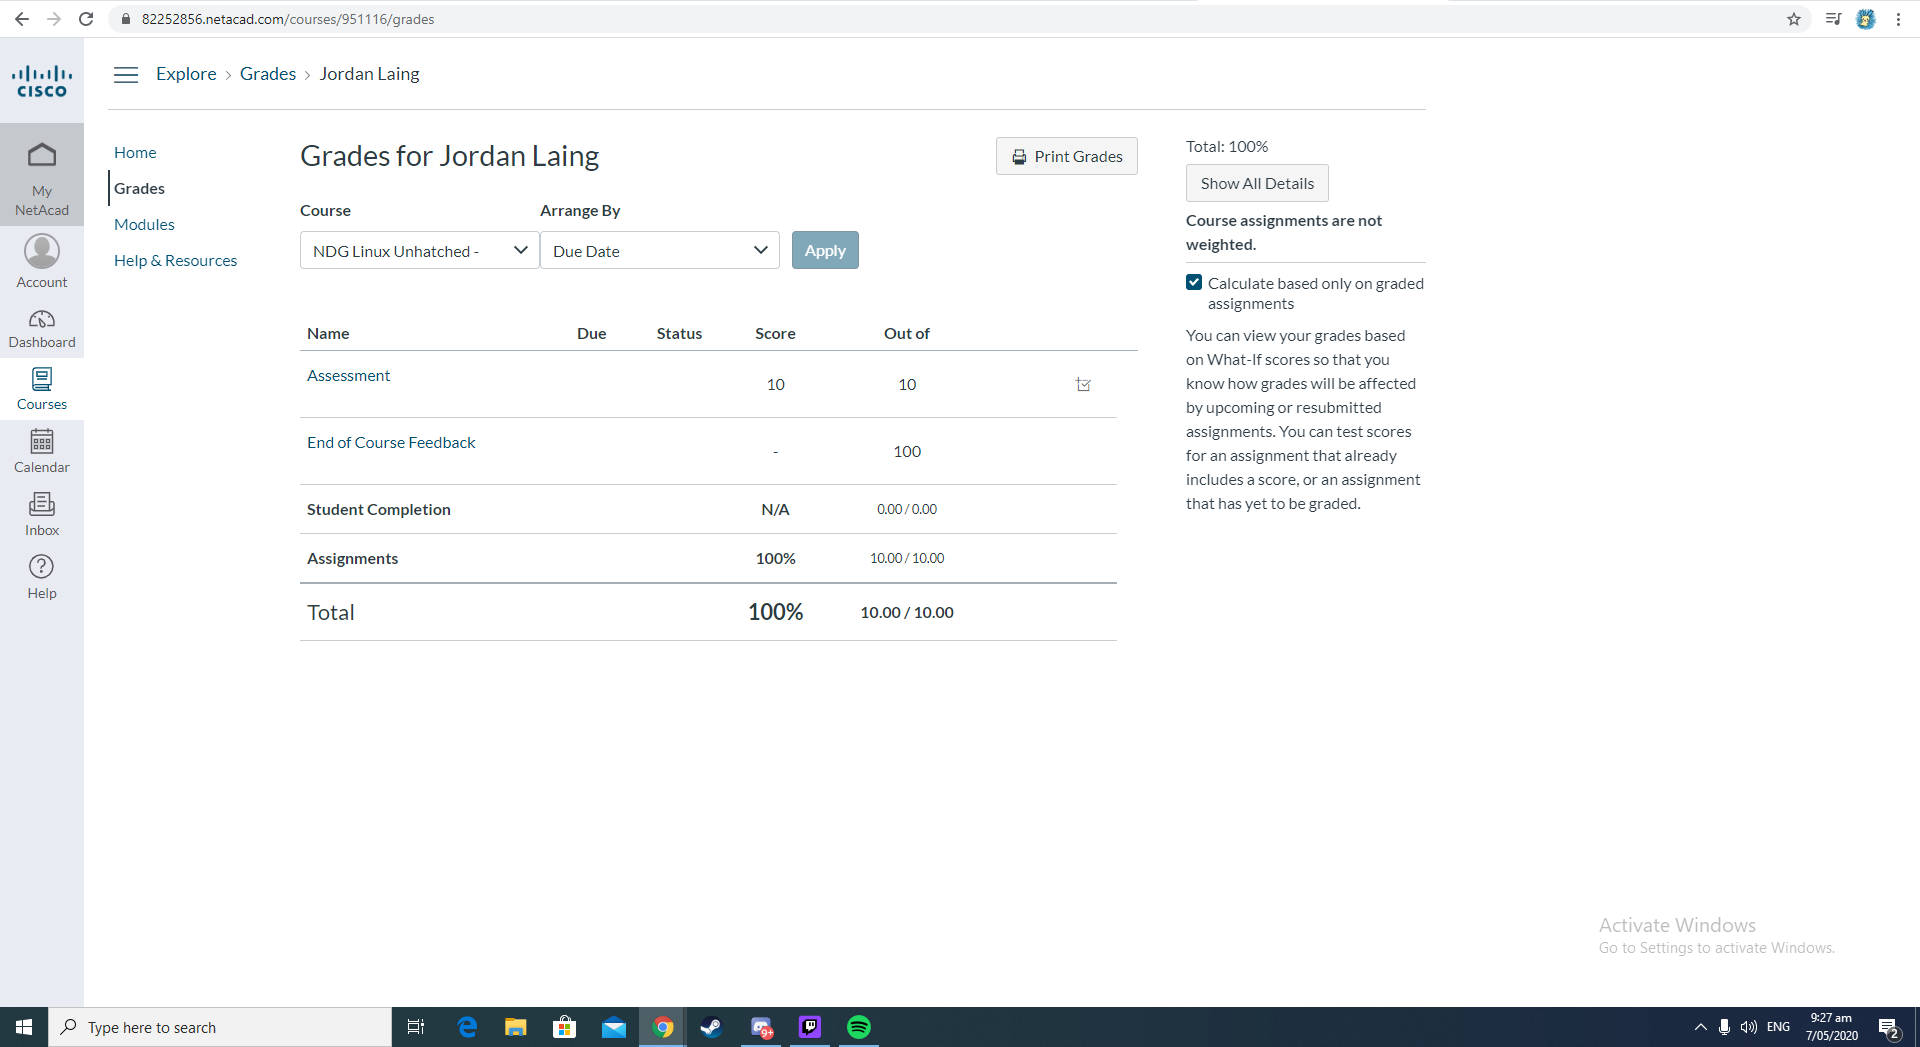 82252856.netacad.com/courses/951116/grades
CISCO
Explore > Grades > Jordan Laing
My
NetAcad
Account
Dashboard
Courses
Calendar
Inbox
Help
Home
Grades
Modules
Help & Resources
Grades for Jordan Laing
Print Grades
Course
Arrange By
NDG Linux Unhatched -
Due Date
Apply
Name Due Status Score Out of
Assessment 10 10
End of Course Feedback - 100
Student Completion N/A 0.00 / 0.00
Assignments 100% 10.00 / 10.00
Total 100% 10.00 / 10.00
Total: 100%
Show All Details
Course assignments are not
weighted.
Calculate based only on graded
assignments
You can view your grades based
on What-If scores so that you
know how grades will be affected
by upcoming or resubmitted
assignments. You can test scores
for an assignment that already
includes a score, or an assignment
that has yet to be graded.
Activate Windows
Go to Settings to activate Windows.
Type here to search
9+
ENG
9:27 am
7/05/2020
2